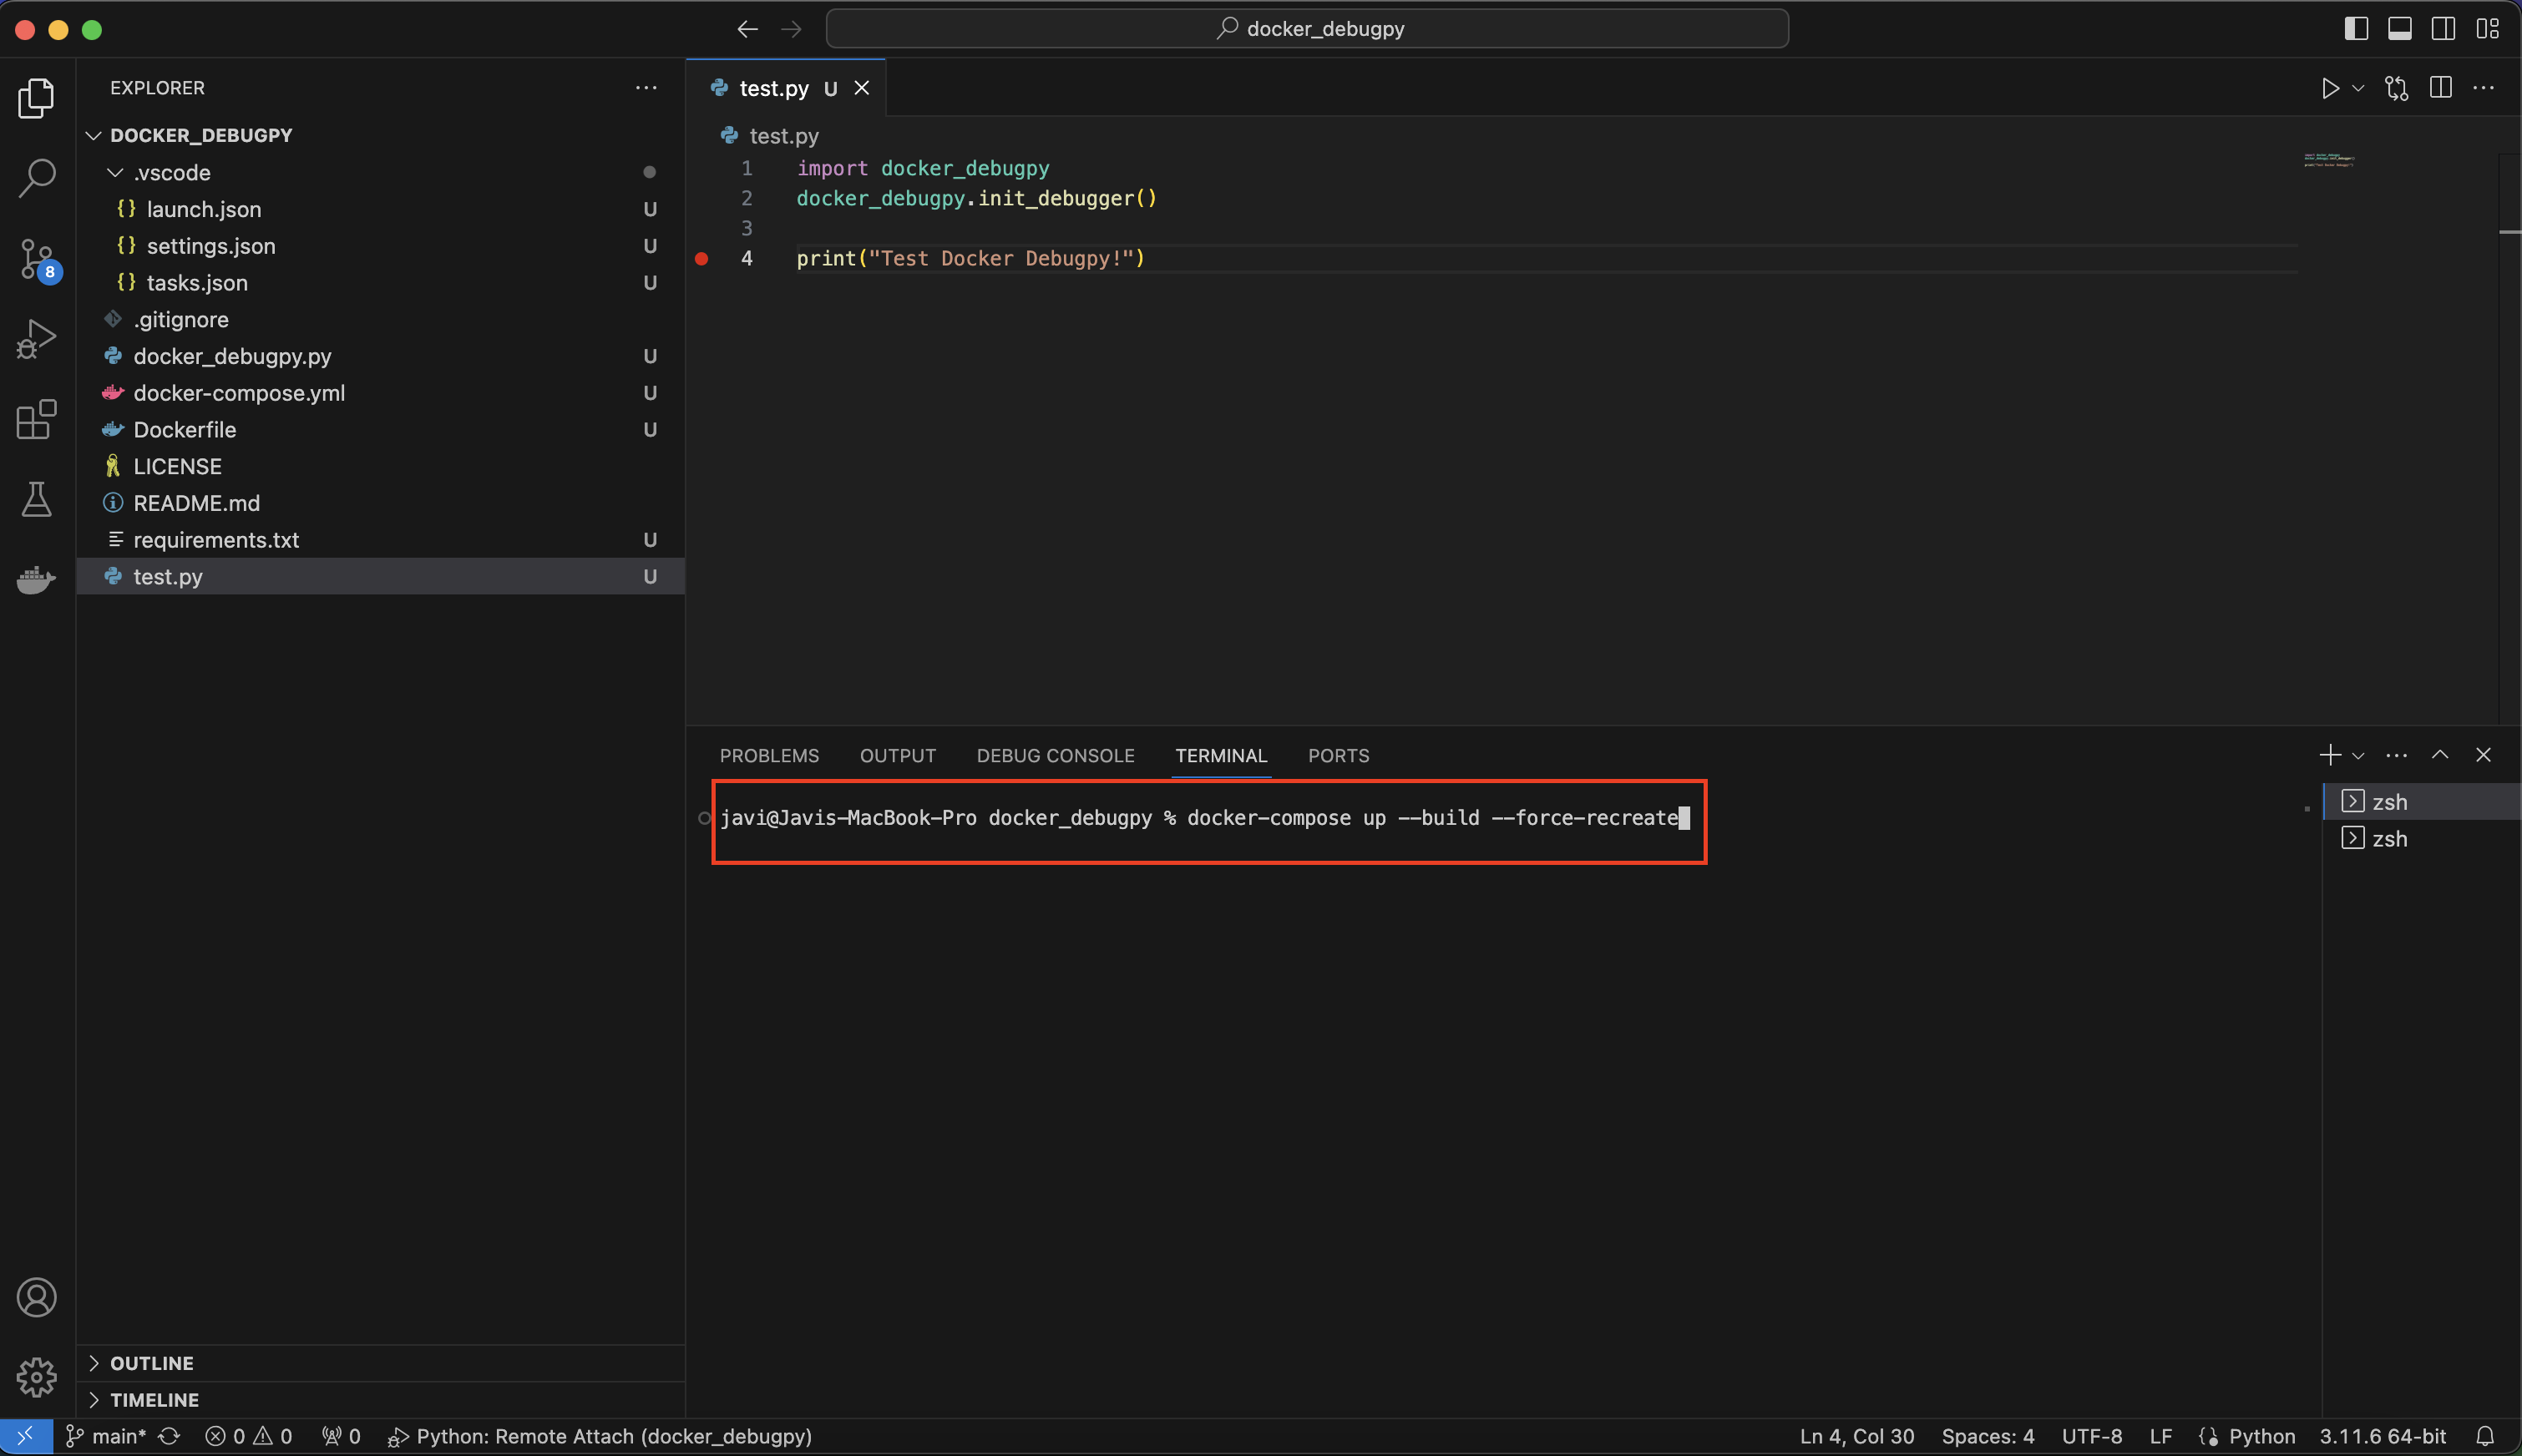 docker_debugpy
EXPLORER
DOCKER_DEBUGPY
.vscode
launch.json U
settings.json U
tasks.json U
.gitignore
docker_debugpy.py U
docker-compose.yml U
Dockerfile U
LICENSE
README.md
requirements.txt U
test.py U
8
OUTLINE
TIMELINE
test.py U
test.py
1 import docker_debugpy
2 docker_debugpy.init_debugger()
3
4 print("Test Docker Debugpy!")
PROBLEMS OUTPUT DEBUG CONSOLE TERMINAL PORTS
javi@Javis-MacBook-Pro docker_debugpy % docker-compose up --build --force-recreate
zsh
zsh
main* 0 0 0 Python: Remote Attach (docker_debugpy) Ln 4, Col 30 Spaces: 4 UTF-8 LF Python 3.11.6 64-bit